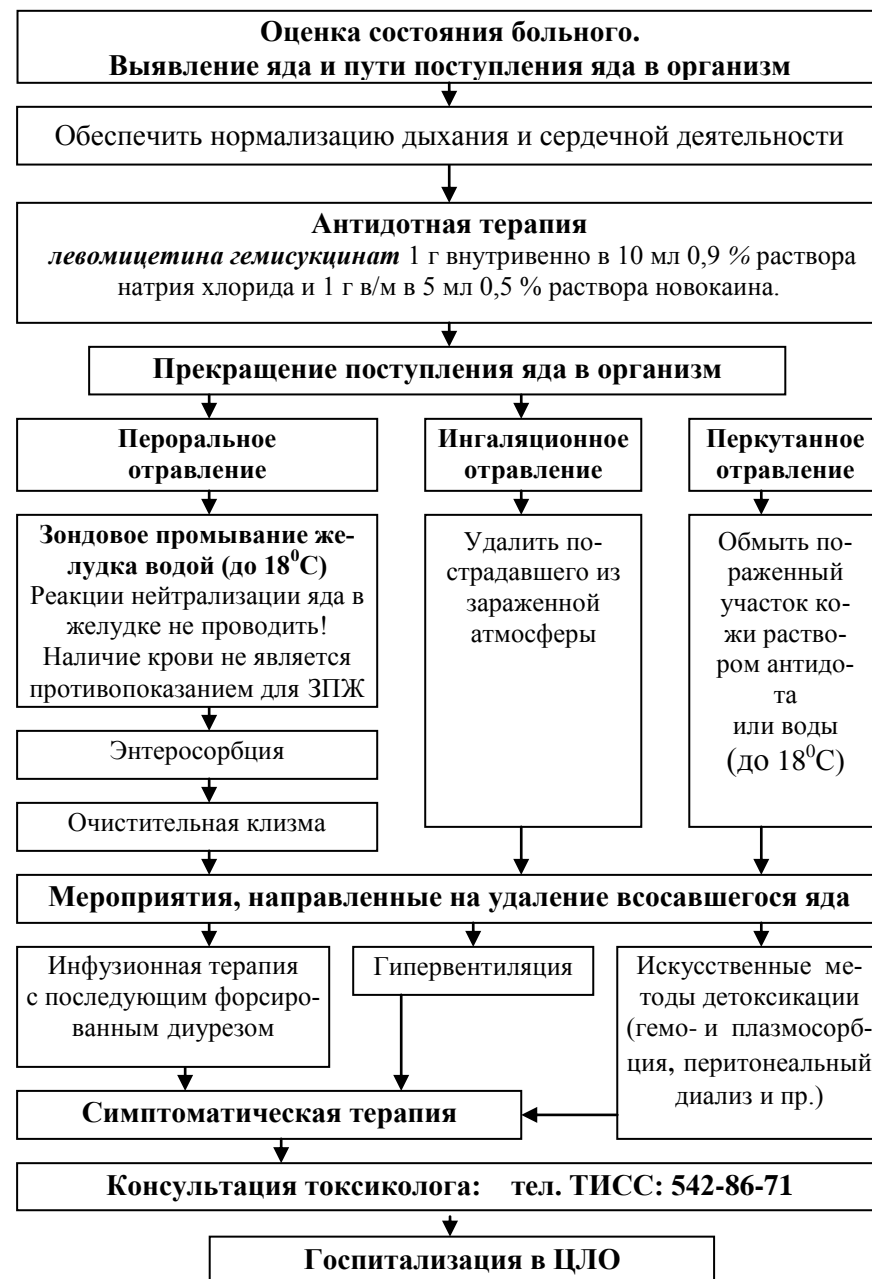 Оценка состояния больного.
Выявление яда и пути поступления яда в организм
Обеспечить нормализацию дыхания и сердечной деятельности
Антидотная терапия
левомицетина гемисукцинат 1 г внутривенно в 10 мл 0,9 % раствора
натрия хлорида и 1 г в/м в 5 мл 0,5 % раствора новокаина.
Прекращение поступления яда в организм
Пероральное
отравление
Зондовое промывание же-
лудка водой (до 18⁰С)
Реакции нейтрализации яда в
желудке не проводить!
Наличие крови не является
противопоказанием для ЗПЖ
Энтеросорбция
Очистительная клизма
Ингаляционное
отравление
Удалить по-
страдавшего из
зараженной
атмосферы
Перкутанное
отравление
Обмыть по-
раженный
участок ко-
жи раство-
ром антидо-
та
или воды
(до 18⁰С)
Мероприятия, направленные на удаление всосавшегося яда
Инфузионная терапия
с последующим форсиро-
ванным диурезом
Гипервентиляция
Искусственные ме-
тоды детоксикации
(гемо- и плазмосорб-
ция, перитонеальный
диализ и пр.)
Симптоматическая терапия
Консультация токсиколога: тел. ТИСС: 542-86-71
Госпитализация в ЦЛО